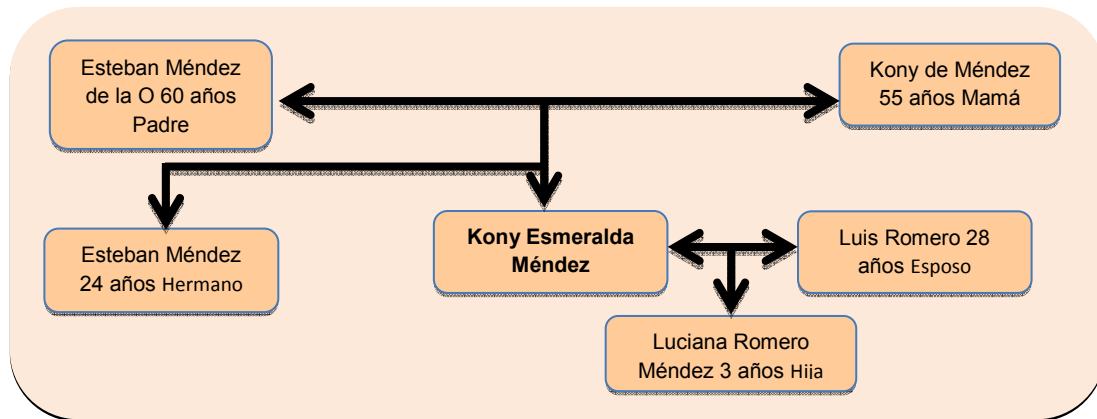 Esteban Méndez
de la O 60 años
Padre
Kony de Méndez
55 años Mamá
Esteban Méndez
24 años Hermano
Kony Esmeralda
Méndez
Luis Romero 28
años Esposo
Luciana Romero
Méndez 3 años Hija